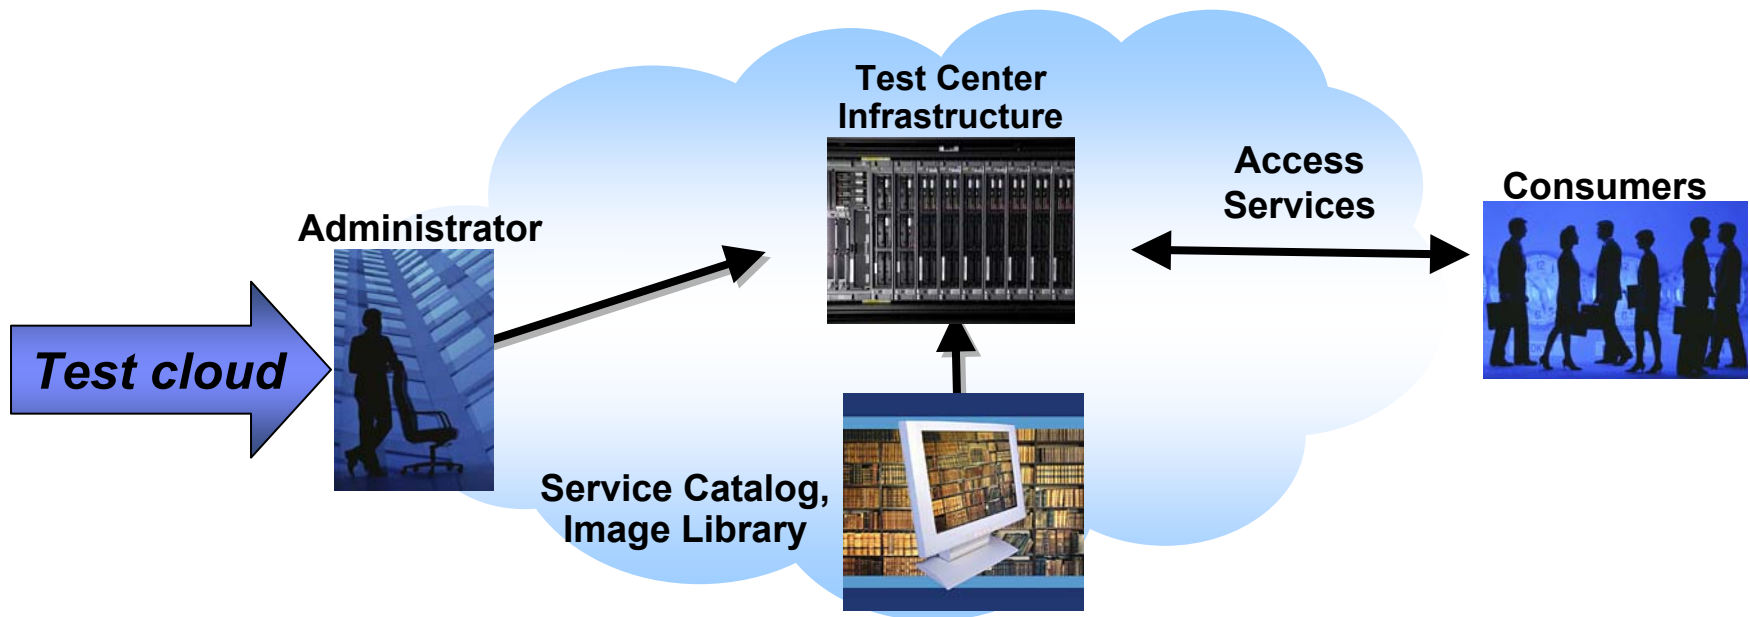 Test Center
Infrastructure
Access
Services
Consumers
Administrator
Test cloud
Service Catalog,
Image Library